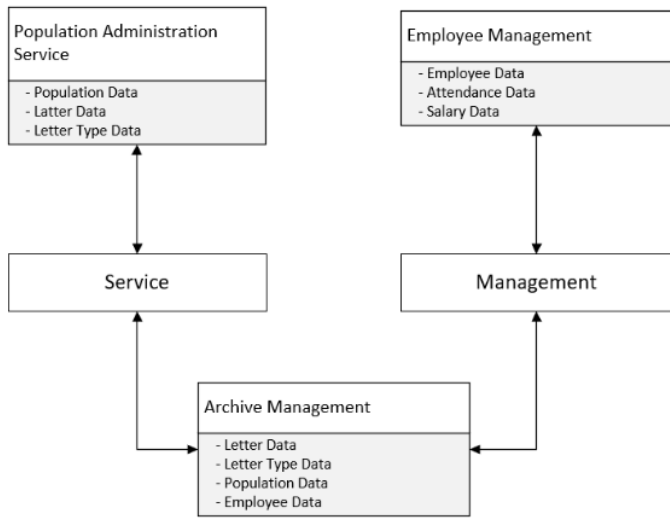 Population Administration
Service
- Population Data
- Latter Data
- Letter Type Data
Employee Management
- Employee Data
- Attendance Data
- Salary Data
Service
Management
Archive Management
- Letter Data
- Letter Type Data
- Population Data
- Employee Data